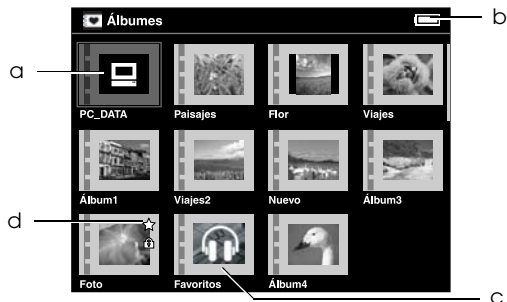 Álbumes
b
a
PC_DATA Paisajes Flor Viajes
Álbum1 Viajes2 Nuevo Álbum3
d
Foto Favoritos Álbum4
c